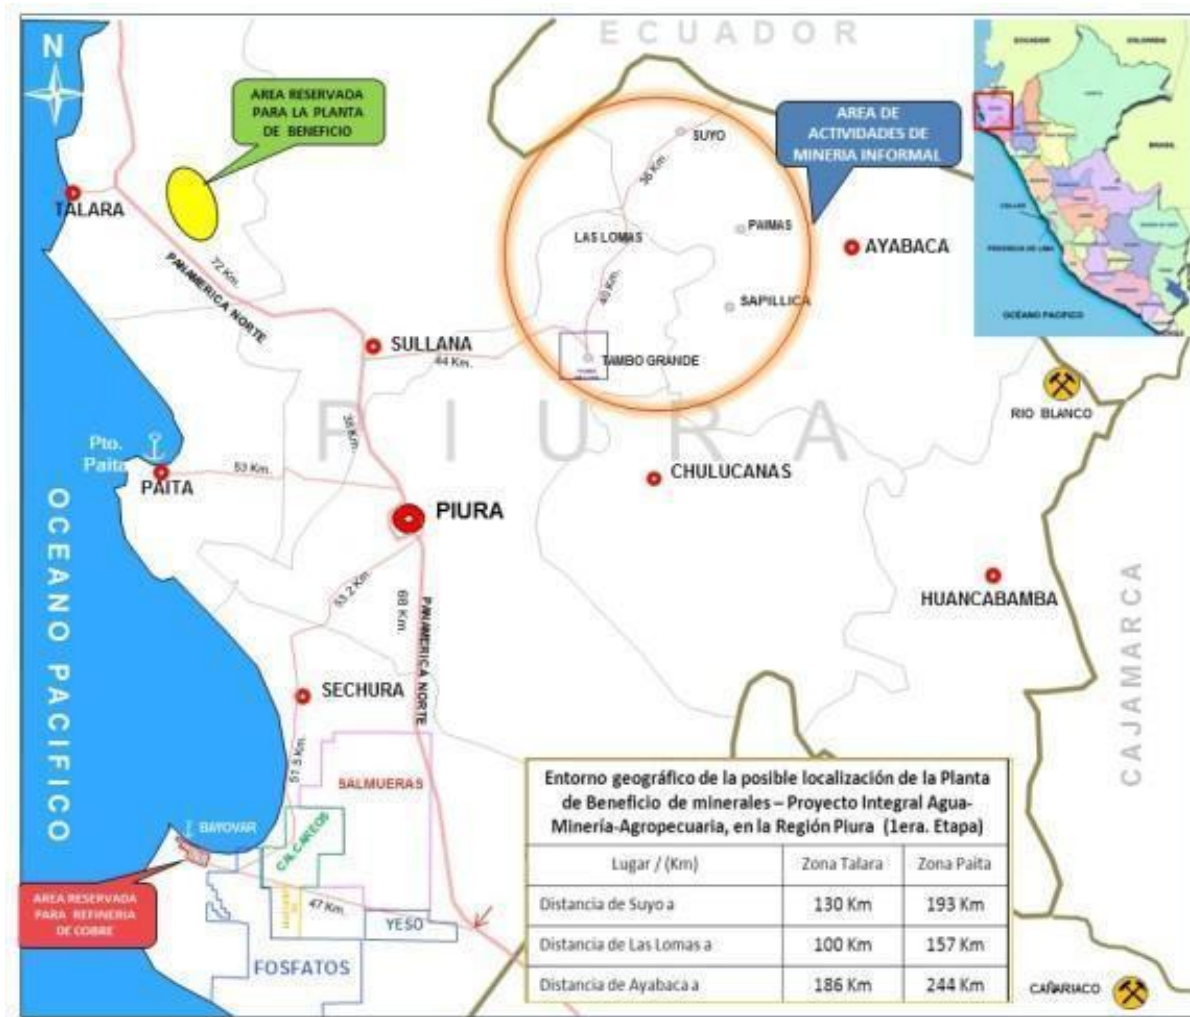 ECUADOR
N
AREA RESERVADA
PARA LA PLANTA
DE BENEFICIO
AREA DE
ACTIVIDADES DE
MINERIA INFORMAL
ECUADOR
COLOMBIA
BRASIL
OCÉANO PACIFICO
SUYO
36 Km.
TALARA
PAIMAS
LAS LOMAS
AYABACA
72 Km.
PANAMERICA NORTE
40 Km.
SAPILLICA
SULLANA
44 Km.
TAMBO GRANDE
RIO BLANCO
PIURA
38 Km.
Pto.
Paita
53 Km.
PAITA
CHULUCANAS
PIURA
OCEANO PACIFICO
53.2 Km.
68 Km.
PANAMERICA NORTE
HUANCABAMBA
CAJAMARCA
SECHURA
51.5 Km.
SALMUERAS
BAYOVAR
CALCAREOS
AREA RESERVADA
PARA REFINERIA
DE COBRE
47 Km.
YESO
FOSFATOS
Entorno geográfico de la posible localización de la Planta
de Beneficio de minerales – Proyecto Integral Agua-
Minería-Agropecuaria, en la Región Piura (1era. Etapa)
Lugar / (Km) Zona Talara Zona Paita
Distancia de Suyo a 130 Km 193 Km
Distancia de Las Lomas a 100 Km 157 Km
Distancia de Ayabaca a 186 Km 244 Km
CAÑARIACO